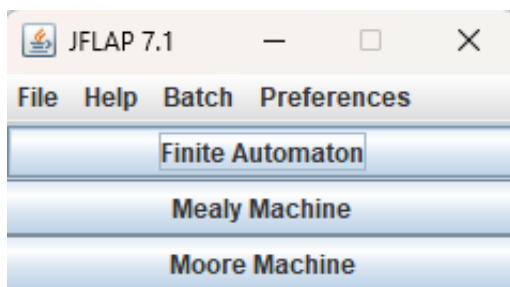 JFLAP 7.1
File Help Batch Preferences
Finite Automaton
Mealy Machine
Moore Machine